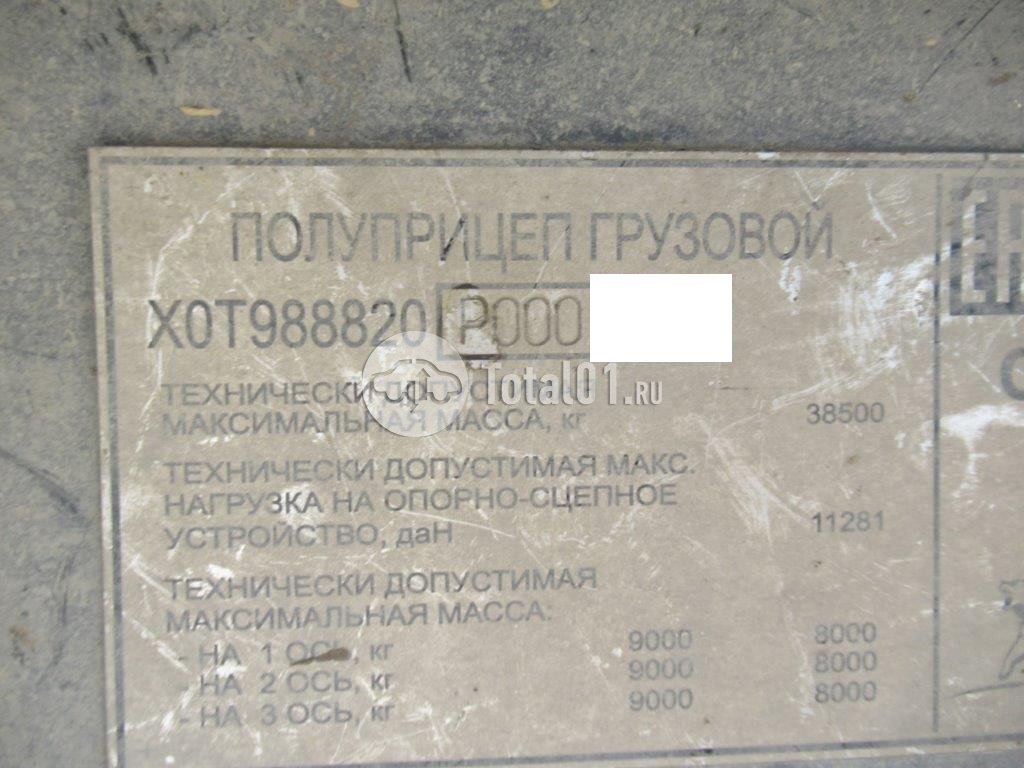 ПОЛУПРИЦЕП ГРУЗОВОЙ
X0T988820 P000
Total01.ru
ТЕХНИЧЕСКИ ДОПУСТИМАЯ
МАКСИМАЛЬНАЯ МАССА, кг 38500
ТЕХНИЧЕСКИ ДОПУСТИМАЯ МАКС.
НАГРУЗКА НА ОПОРНО-СЦЕПНОЕ
УСТРОЙСТВО, даН 11281
ТЕХНИЧЕСКИ ДОПУСТИМАЯ
МАКСИМАЛЬНАЯ МАССА:
- НА 1 ОСЬ, кг 9000 8000
- НА 2 ОСЬ, кг 9000 8000
- НА 3 ОСЬ, кг 9000 8000